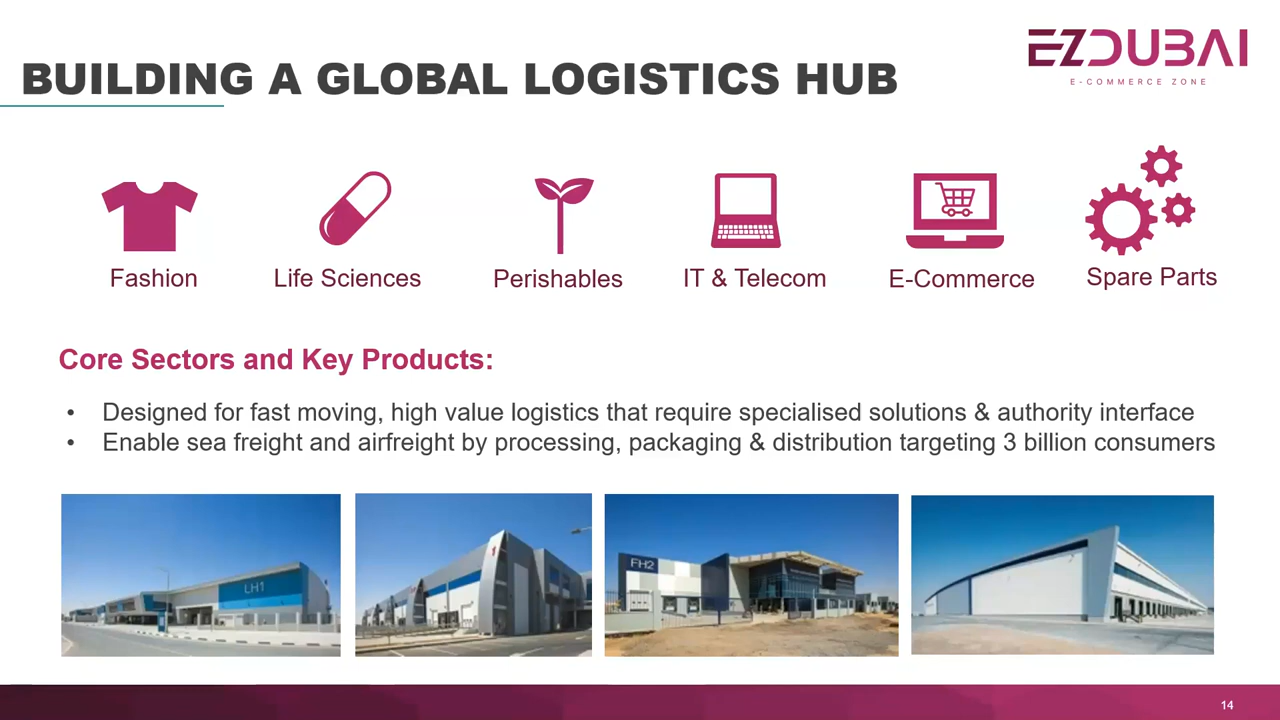 BUILDING A GLOBAL LOGISTICS HUB
EZDUBAI
E-COMMERCE ZONE
Fashion
Life Sciences
Perishables
IT & Telecom
E-Commerce
Spare Parts
Core Sectors and Key Products:
• Designed for fast moving, high value logistics that require specialised solutions & authority interface
• Enable sea freight and airfreight by processing, packaging & distribution targeting 3 billion consumers
LH1
FH2
14